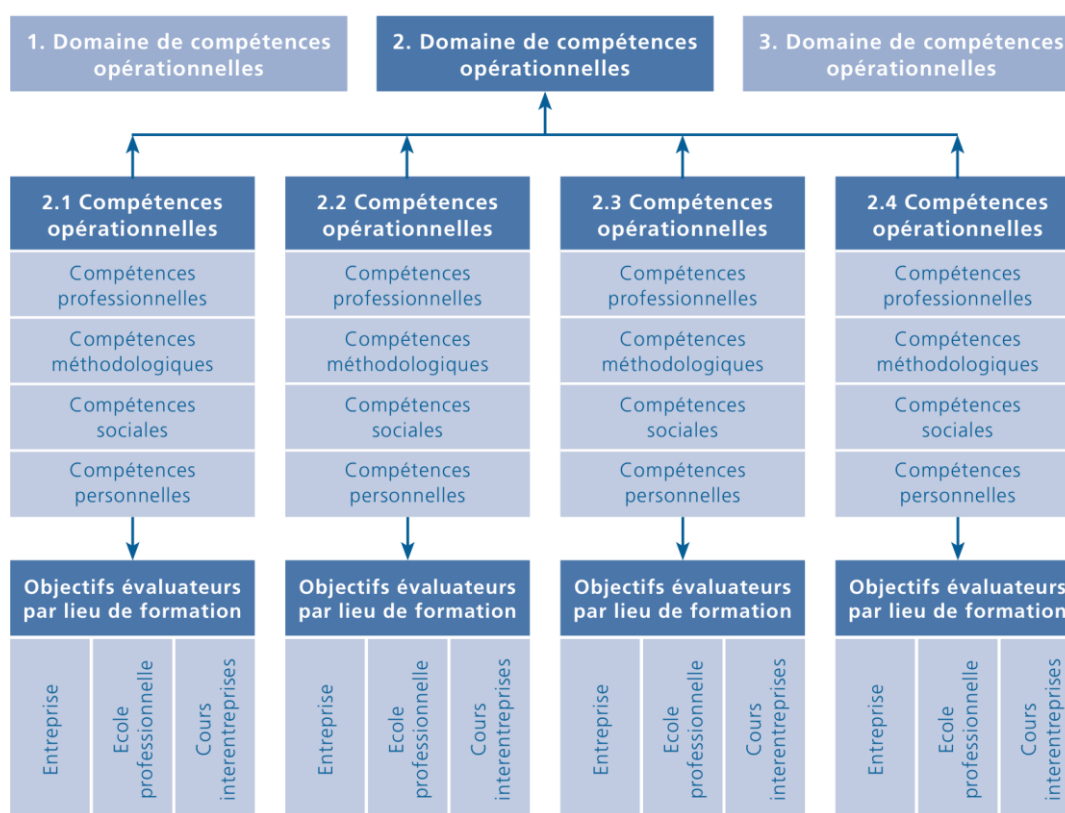 1. Domaine de compétences
opérationnelles
2. Domaine de compétences
opérationnelles
3. Domaine de compétences
opérationnelles
2.1 Compétences
opérationnelles
Compétences
professionnelles
Compétences
méthodologiques
Compétences
sociales
Compétences
personnelles
Objectifs évaluateurs
par lieu de formation
Entreprise
Ecole
professionnelle
Cours
interentreprises
2.2 Compétences
opérationnelles
Compétences
professionnelles
Compétences
méthodologiques
Compétences
sociales
Compétences
personnelles
Objectifs évaluateurs
par lieu de formation
Entreprise
Ecole
professionnelle
Cours
interentreprises
2.3 Compétences
opérationnelles
Compétences
professionnelles
Compétences
méthodologiques
Compétences
sociales
Compétences
personnelles
Objectifs évaluateurs
par lieu de formation
Entreprise
Ecole
professionnelle
Cours
interentreprises
2.4 Compétences
opérationnelles
Compétences
professionnelles
Compétences
méthodologiques
Compétences
sociales
Compétences
personnelles
Objectifs évaluateurs
par lieu de formation
Entreprise
Ecole
professionnelle
Cours
interentreprises